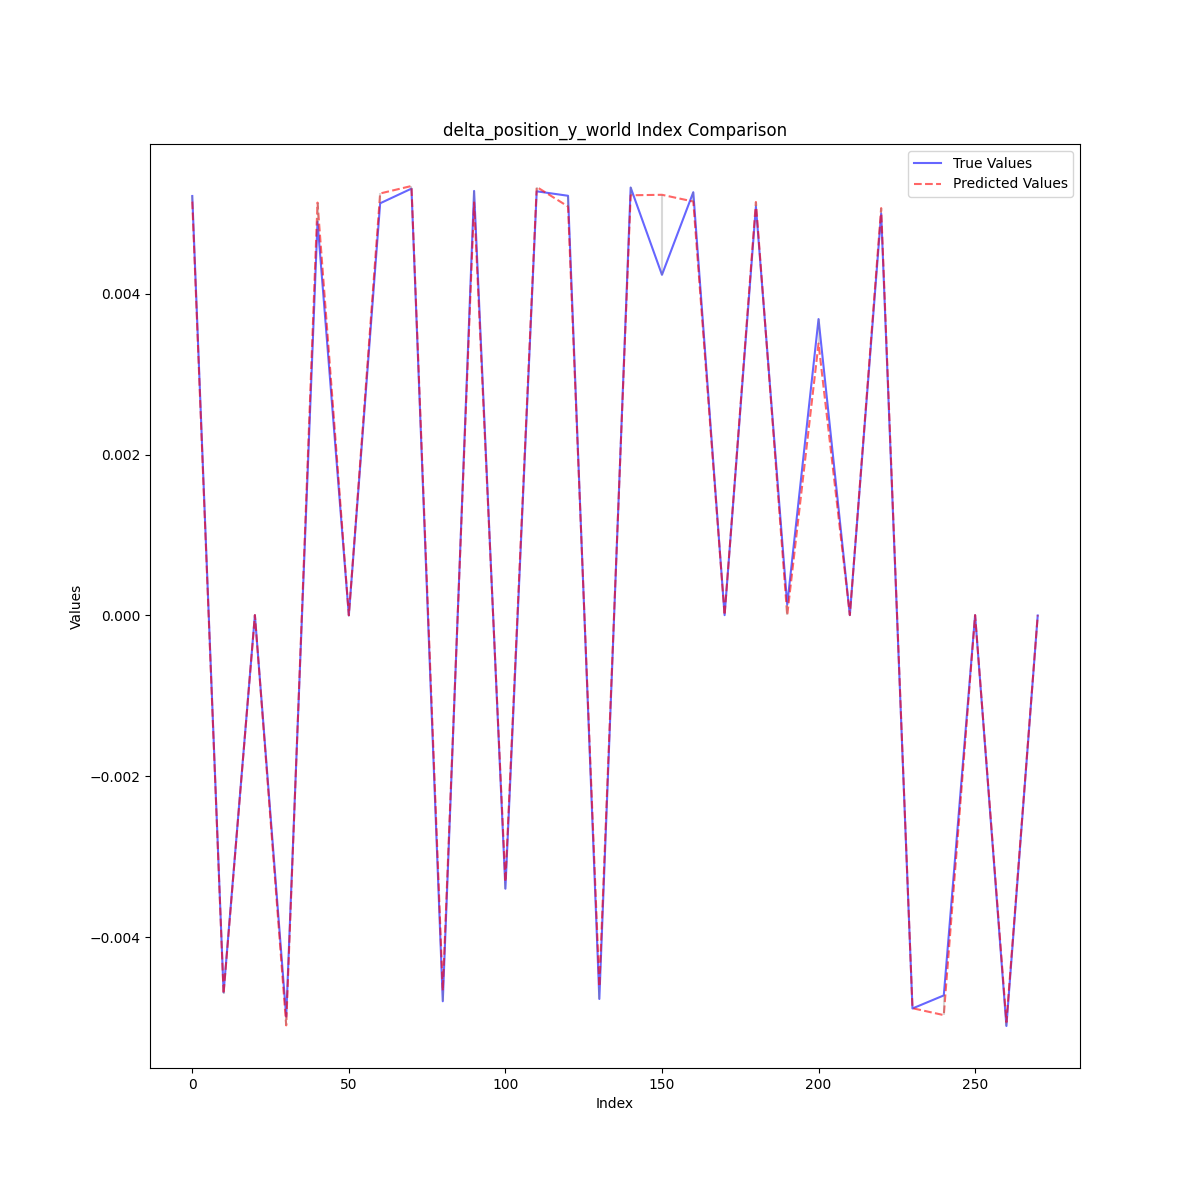 delta_position_y_world Index Comparison
True Values
Predicted Values
0.004
0.002
0.000
−0.002
−0.004
Values
0
50
100
150
200
250
Index